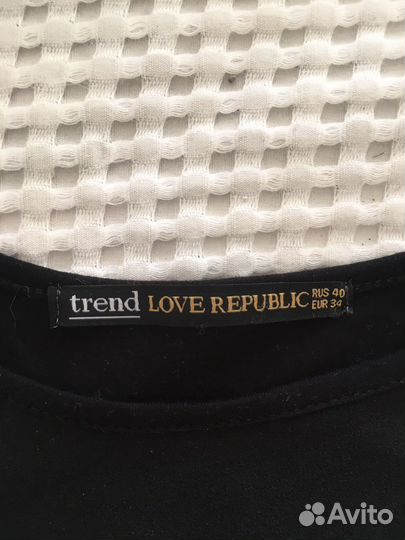 trend LOVE REPUBLIC RUS 40
EUR 34
Avito